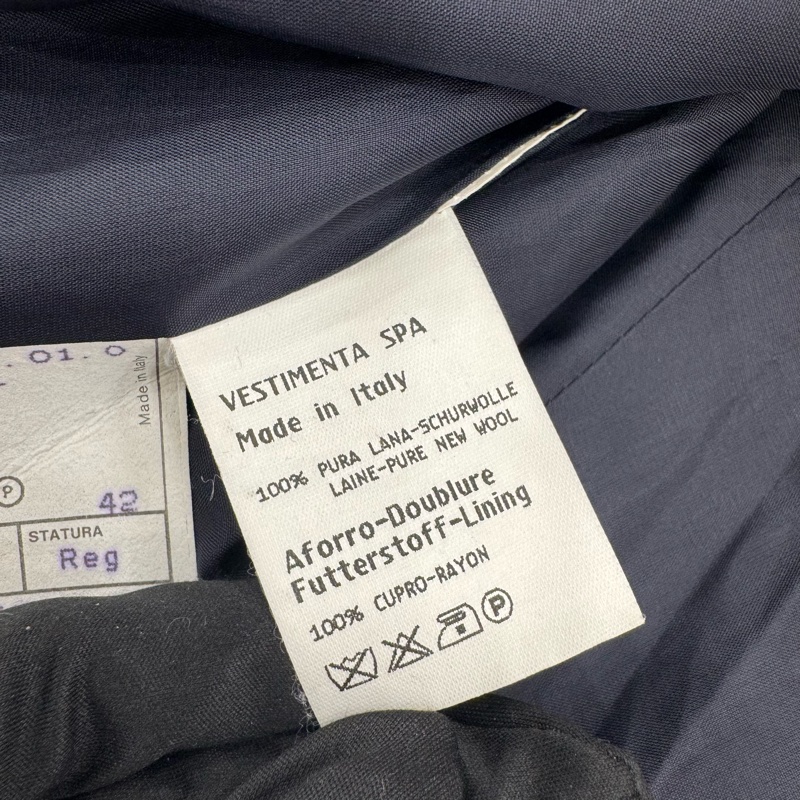 .01.0
Made in Italy
P
42
STATURA
Reg
VESTIMENTA SPA
Made in Italy
100% PURA LANA-SCHURWOLLE
LAINE-PURE NEW WOOL
Aforro-Doublure
Futterstoff-Lining
100% CUPRO-RAYON
P